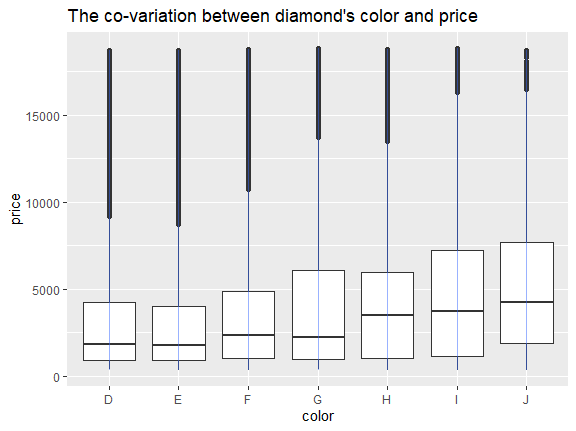 The co-variation between diamond's color and price
price
15000
10000
5000
0
D E F G H I J
color